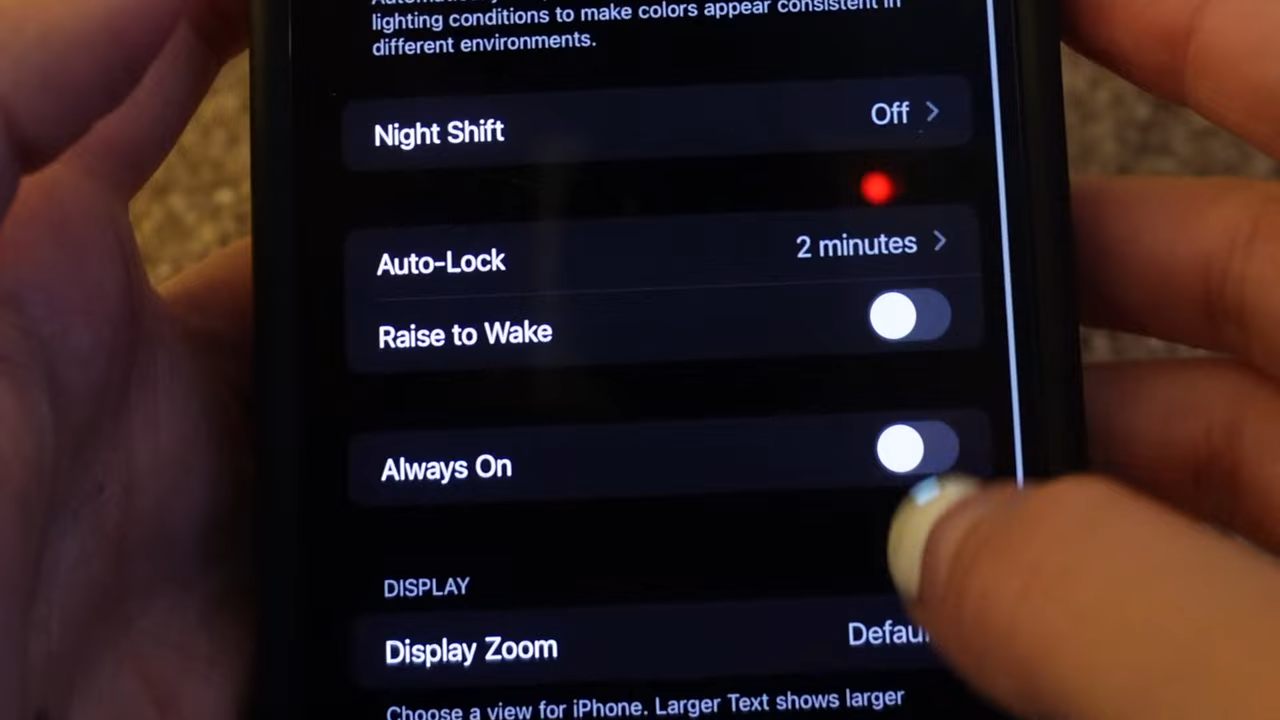 lighting conditions to make colors appear consistent in
different environments.
Night Shift Off
Auto-Lock 2 minutes
Raise to Wake
Always On
DISPLAY
Display Zoom
Choose a view for iPhone. Larger Text shows larger